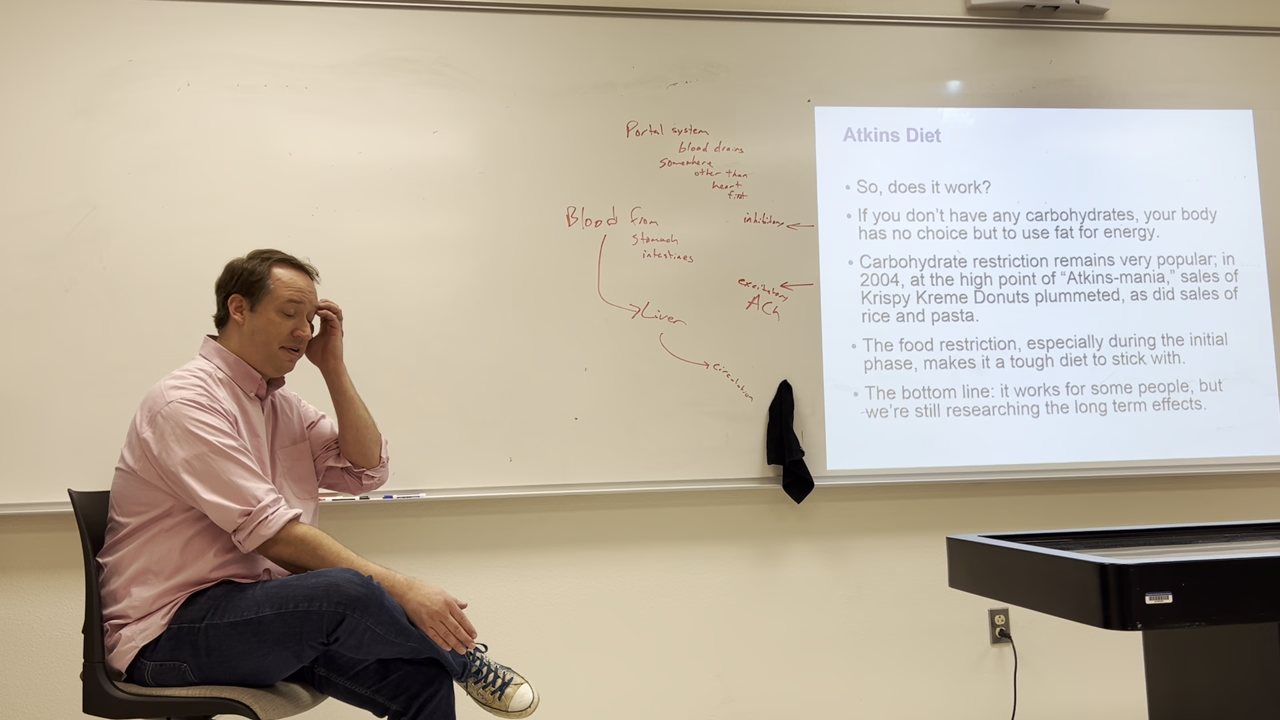 Portal system
blood drains
somewhere
other than
heart
first
Blood from
stomach
intestines
Liver
circulation
inhibitory
excitatory
ACh
Atkins Diet
• So, does it work?
• If you don't have any carbohydrates, your body
has no choice but to use fat for energy.
• Carbohydrate restriction remains very popular; in
2004, at the high point of “Atkins-mania,” sales of
Krispy Kreme Donuts plummeted, as did sales of
rice and pasta.
• The food restriction, especially during the initial
phase, makes it a tough diet to stick with.
• The bottom line: it works for some people, but
we're still researching the long term effects.